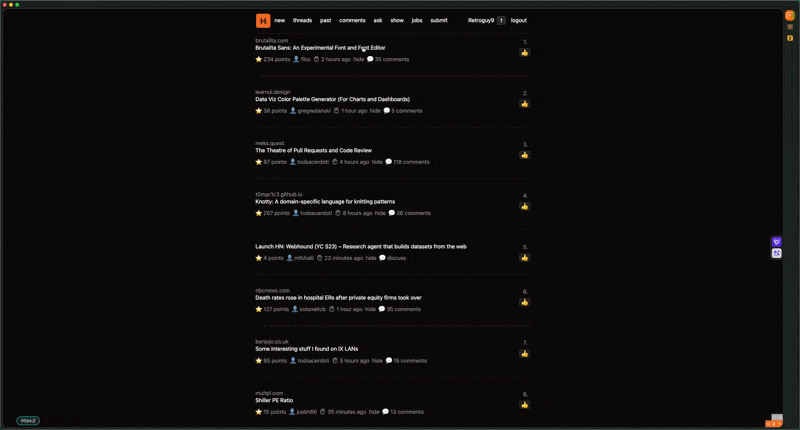 H new threads past comments ask show jobs submit Retroguy9 1 logout
brutalita.com
1.
Brutalita Sans: An Experimental Font and Font Editor
234 points fibo 2 hours ago hide 35 comments
learnui.design
2.
Data Viz Color Palette Generator (For Charts and Dashboards)
38 points gregwolanski 1 hour ago hide 5 comments
meks.quest
3.
The Theatre of Pull Requests and Code Review
87 points todsacerdoti 4 hours ago hide 118 comments
t0mpr1c3.github.io
4.
Knotty: A domain-specific language for knitting patterns
257 points todsacerdoti 8 hours ago hide 36 comments
Launch HN: Webhound (YC S23) – Research agent that builds datasets from the web
5.
4 points mfkhalil 23 minutes ago hide discuss
nbcnews.com
6.
Death rates rose in hospital ERs after private equity firms took over
127 points coloneltcb 1 hour ago hide 35 comments
benjojo.co.uk
7.
Some interesting stuff I found on IX LANs
95 points todsacerdoti 5 hours ago hide 15 comments
multpl.com
8.
Shiller PE Ratio
15 points justin66 35 minutes ago hide 13 comments
https://